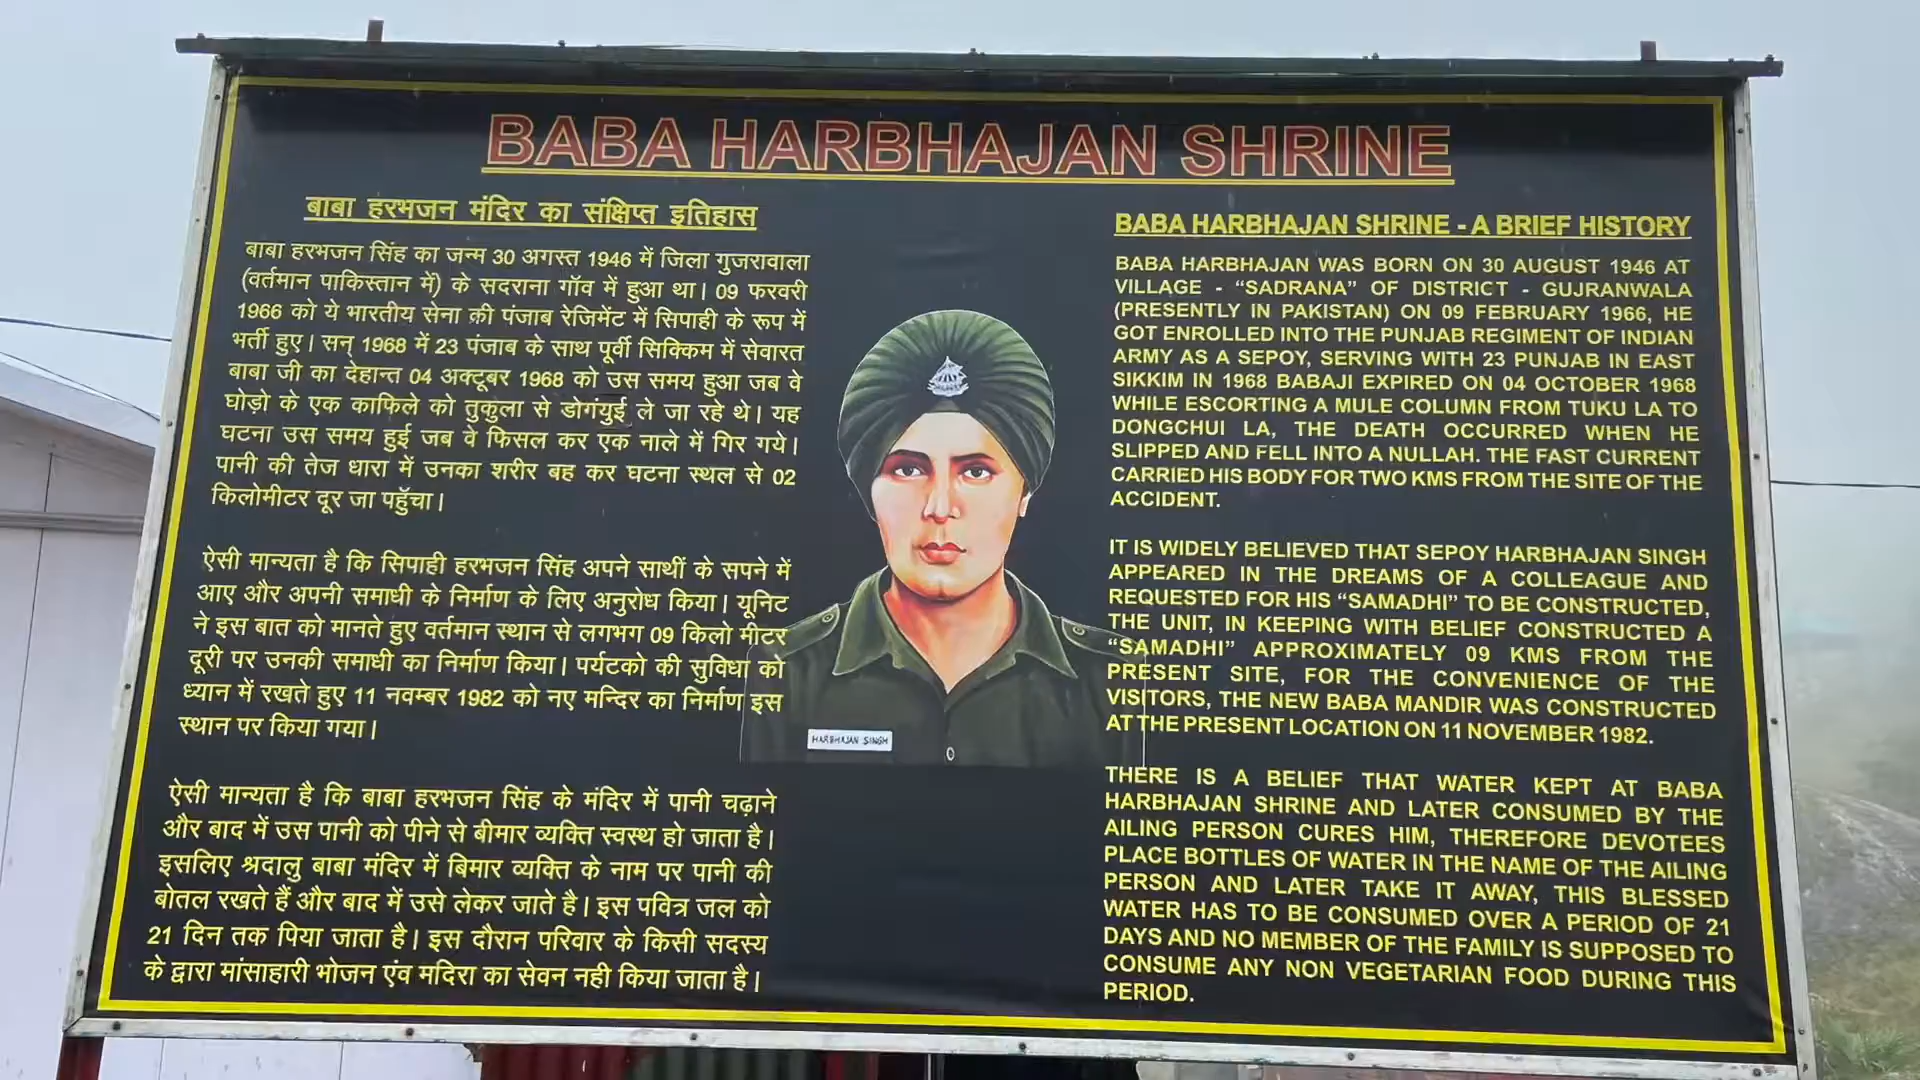 BABA HARBHAJAN SHRINE
बाबा हरभजन मंदिर का संक्षिप्त इतिहास
बाबा हरभजन सिंह का जन्म 30 अगस्त 1946 में जिला गुजरावाला
(वर्तमान पाकिस्तान में) के सदराना गॉव में हुआ था। 09 फरवरी
1966 को ये भारतीय सेना की पंजाब रेजिमेंट में सिपाही के रूप में
भर्ती हुए। सन् 1968 में 23 पंजाब के साथ पूर्वी सिक्किम में सेवारत
बाबा जी का देहान्त 04 अक्टूबर 1968 को उस समय हुआ जब वे
घोड़ो के एक काफिले को तुकुला से डोगंयुई ले जा रहे थे। यह
घटना उस समय हुई जब वे फिसल कर एक नाले में गिर गये।
पानी की तेज धारा में उनका शरीर बह कर घटना स्थल से 02
किलोमीटर दूर जा पहुँचा।
ऐसी मान्यता है कि सिपाही हरभजन सिंह अपने साथीं के सपने में
आए और अपनी समाधी के निर्माण के लिए अनुरोध किया। यूनिट
ने इस बात को मानते हुए वर्तमान स्थान से लगभग 09 किलो मीटर
दूरी पर उनकी समाधी का निर्माण किया। पर्यटको की सुविधा को
ध्यान में रखते हुए 11 नवम्बर 1982 को नए मन्दिर का निर्माण इस
स्थान पर किया गया।
ऐसी मान्यता है कि बाबा हरभजन सिंह के मंदिर में पानी चढ़ाने
और बाद में उस पानी को पीने से बीमार व्यक्ति स्वस्थ हो जाता है।
इसलिए श्रदालु बाबा मंदिर में बिमार व्यक्ति के नाम पर पानी की
बोतल रखते हैं और बाद में उसे लेकर जाते है। इस पवित्र जल को
21 दिन तक पिया जाता है। इस दौरान परिवार के किसी सदस्य
के द्वारा मांसाहारी भोजन एंव मदिरा का सेवन नही किया जाता है।
HARBHAJAN SINGH
BABA HARBHAJAN SHRINE - A BRIEF HISTORY
BABA HARBHAJAN WAS BORN ON 30 AUGUST 1946 AT
VILLAGE - “SADRANA” OF DISTRICT - GUJRANWALA
(PRESENTLY IN PAKISTAN) ON 09 FEBRUARY 1966, HE
GOT ENROLLED INTO THE PUNJAB REGIMENT OF INDIAN
ARMY AS A SEPOY, SERVING WITH 23 PUNJAB IN EAST
SIKKIM IN 1968 BABAJI EXPIRED ON 04 OCTOBER 1968
WHILE ESCORTING A MULE COLUMN FROM TUKU LA TO
DONGCHUI LA, THE DEATH OCCURRED WHEN HE
SLIPPED AND FELL INTO A NULLAH. THE FAST CURRENT
CARRIED HIS BODY FOR TWO KMS FROM THE SITE OF THE
ACCIDENT.
IT IS WIDELY BELIEVED THAT SEPOY HARBHAJAN SINGH
APPEARED IN THE DREAMS OF A COLLEAGUE AND
REQUESTED FOR HIS “SAMADHI” TO BE CONSTRUCTED,
THE UNIT, IN KEEPING WITH BELIEF CONSTRUCTED A
“SAMADHI” APPROXIMATELY 09 KMS FROM THE
PRESENT SITE, FOR THE CONVENIENCE OF THE
VISITORS, THE NEW BABA MANDIR WAS CONSTRUCTED
AT THE PRESENT LOCATION ON 11 NOVEMBER 1982.
THERE IS A BELIEF THAT WATER KEPT AT BABA
HARBHAJAN SHRINE AND LATER CONSUMED BY THE
AILING PERSON CURES HIM, THEREFORE DEVOTEES
PLACE BOTTLES OF WATER IN THE NAME OF THE AILING
PERSON AND LATER TAKE IT AWAY, THIS BLESSED
WATER HAS TO BE CONSUMED OVER A PERIOD OF 21
DAYS AND NO MEMBER OF THE FAMILY IS SUPPOSED TO
CONSUME ANY NON VEGETARIAN FOOD DURING THIS
PERIOD.